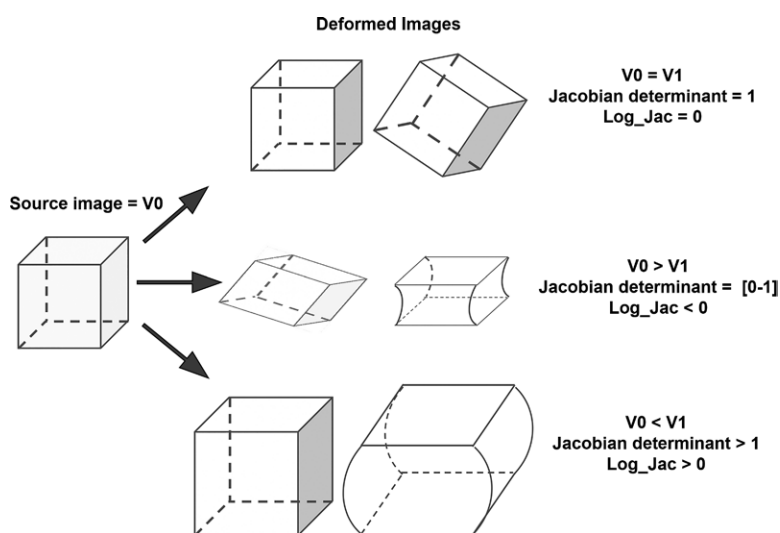 Deformed Images
V0 = V1
Jacobian determinant = 1
Log_Jac = 0
Source image = V0
V0 > V1
Jacobian determinant =  [0-1]
Log_Jac < 0
V0 < V1
Jacobian determinant > 1
Log_Jac > 0